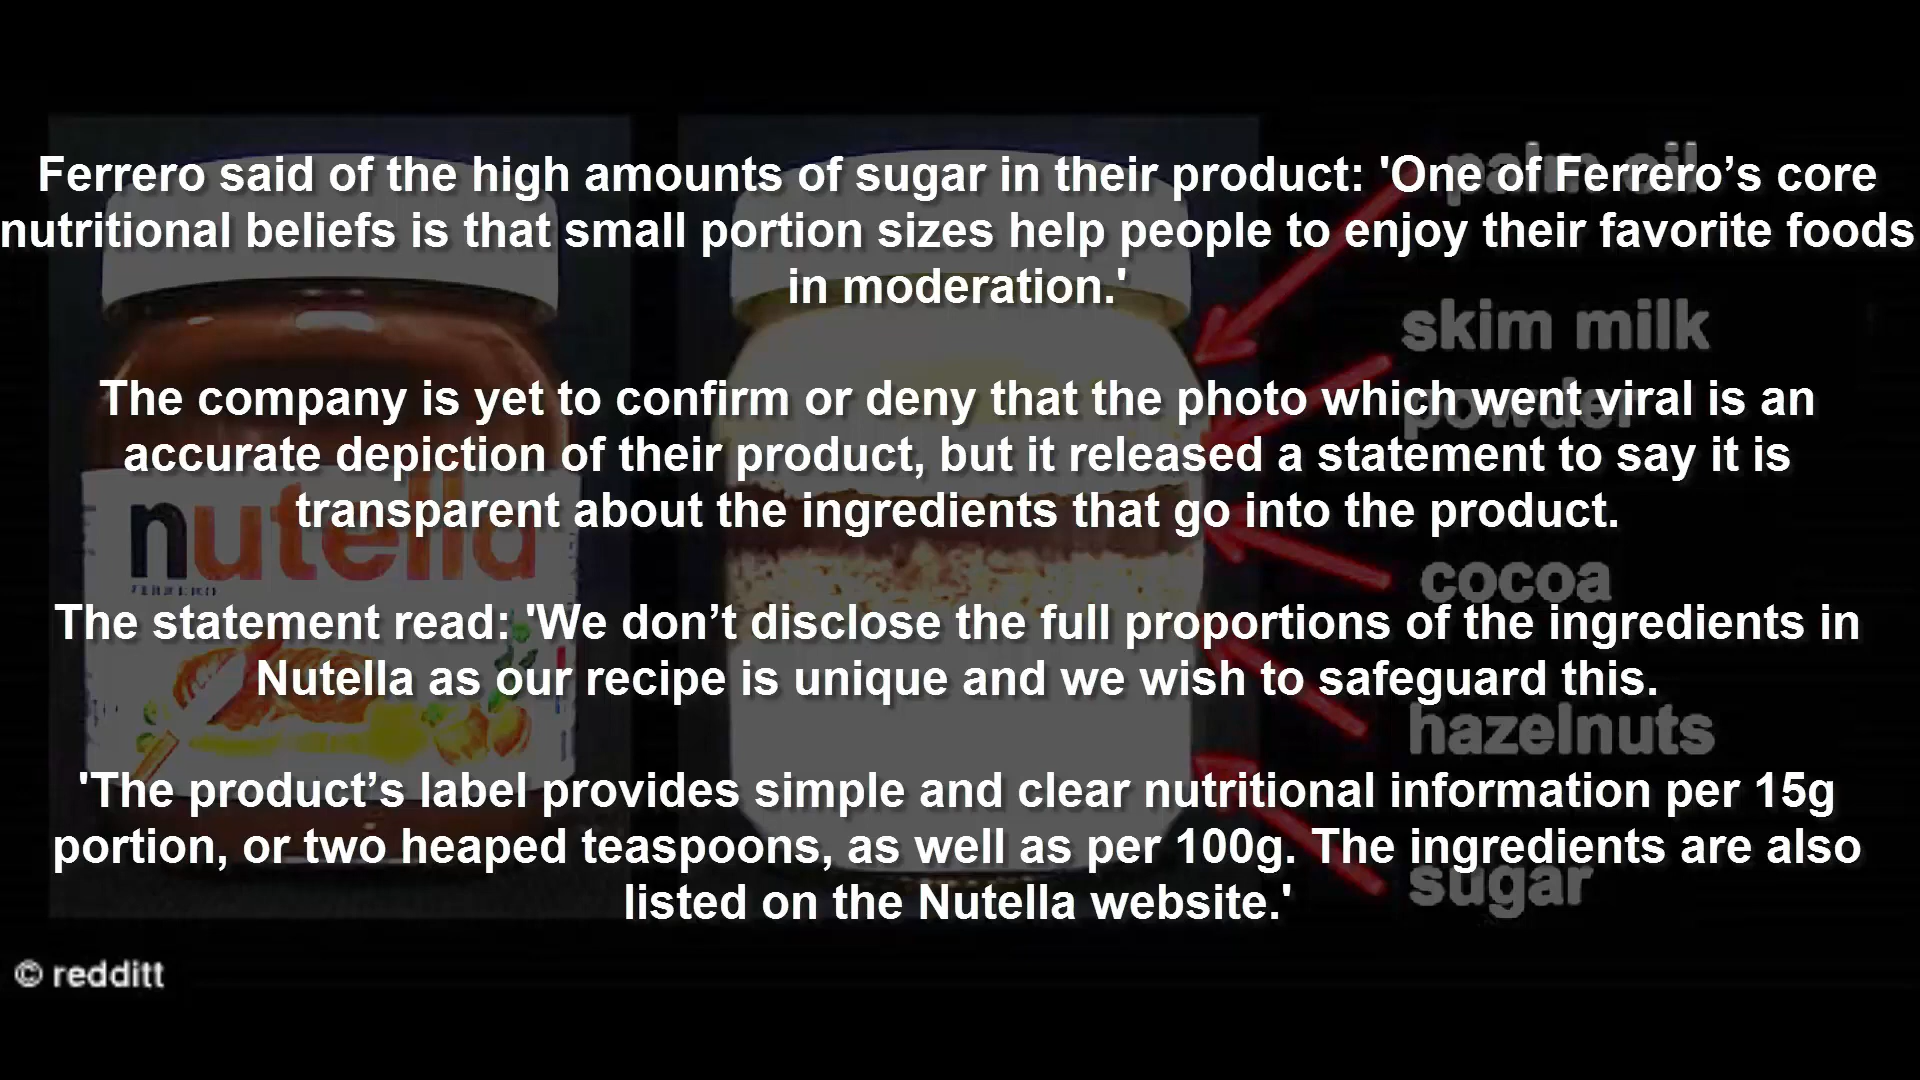 Ferrero said of the high amounts of sugar in their product: 'One of Ferrero’s core
nutritional beliefs is that small portion sizes help people to enjoy their favorite foods
in moderation.'
The company is yet to confirm or deny that the photo which went viral is an
accurate depiction of their product, but it released a statement to say it is
transparent about the ingredients that go into the product.
The statement read: 'We don’t disclose the full proportions of the ingredients in
Nutella as our recipe is unique and we wish to safeguard this.
'The product’s label provides simple and clear nutritional information per 15g
portion, or two heaped teaspoons, as well as per 100g. The ingredients are also
listed on the Nutella website.'
nutella
FERRERO
palm oil
skim milk
powder
cocoa
hazelnuts
sugar
© redditt